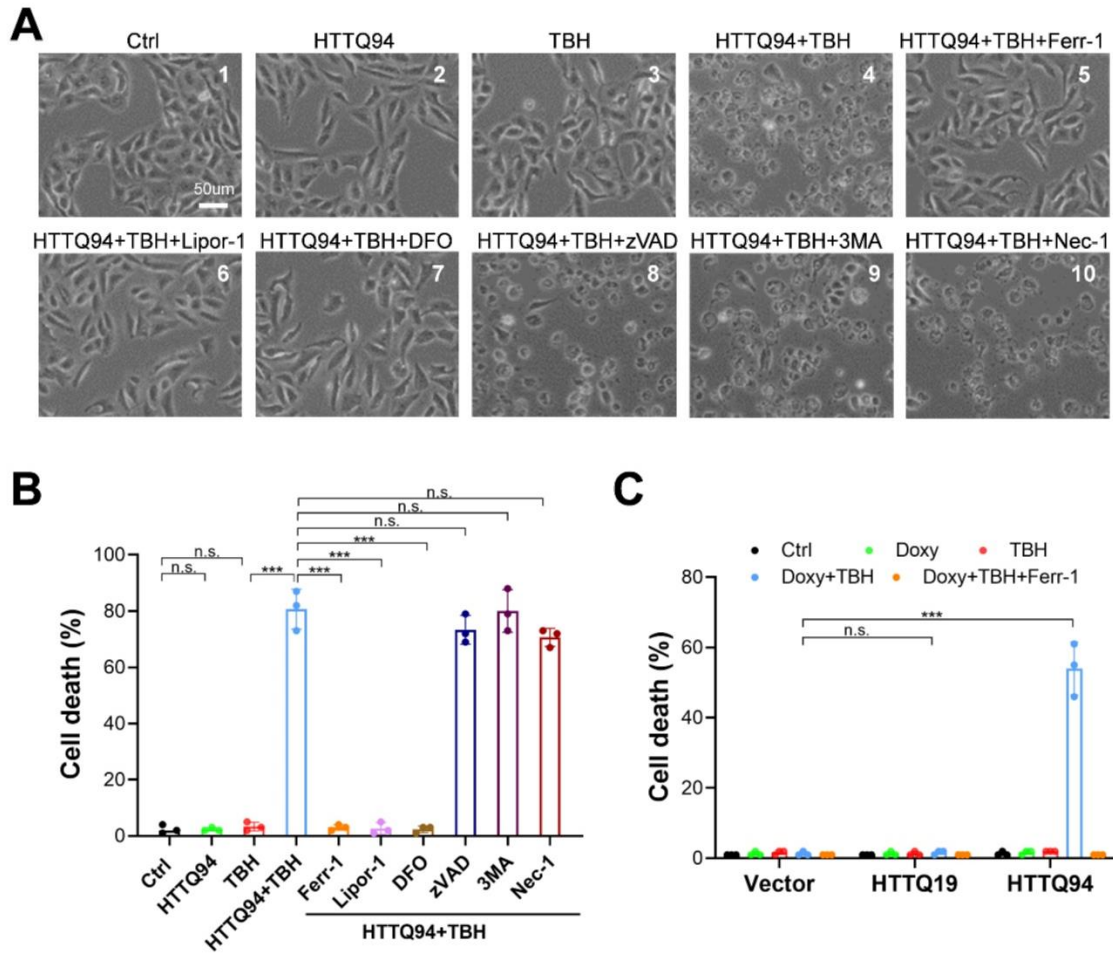 A
Ctrl HTTQ94 TBH HTTQ94+TBH HTTQ94+TBH+Ferr-1
1 2 3 4 5
50um
HTTQ94+TBH+Lipor-1 HTTQ94+TBH+DFO HTTQ94+TBH+zVAD HTTQ94+TBH+3MA HTTQ94+TBH+Nec-1
6 7 8 9 10
B
n.s.
n.s.
n.s.
***
***
n.s.
n.s. *** ***
Cell death (%)
100
80
60
40
20
0
Ctrl HTTQ94 TBH HTTQ94+TBH Ferr-1 Lipor-1 DFO zVAD 3MA Nec-1
HTTQ94+TBH
C
Ctrl Doxy TBH
Doxy+TBH Doxy+TBH+Ferr-1
***
n.s.
Cell death (%)
80
60
40
20
0
Vector HTTQ19 HTTQ94